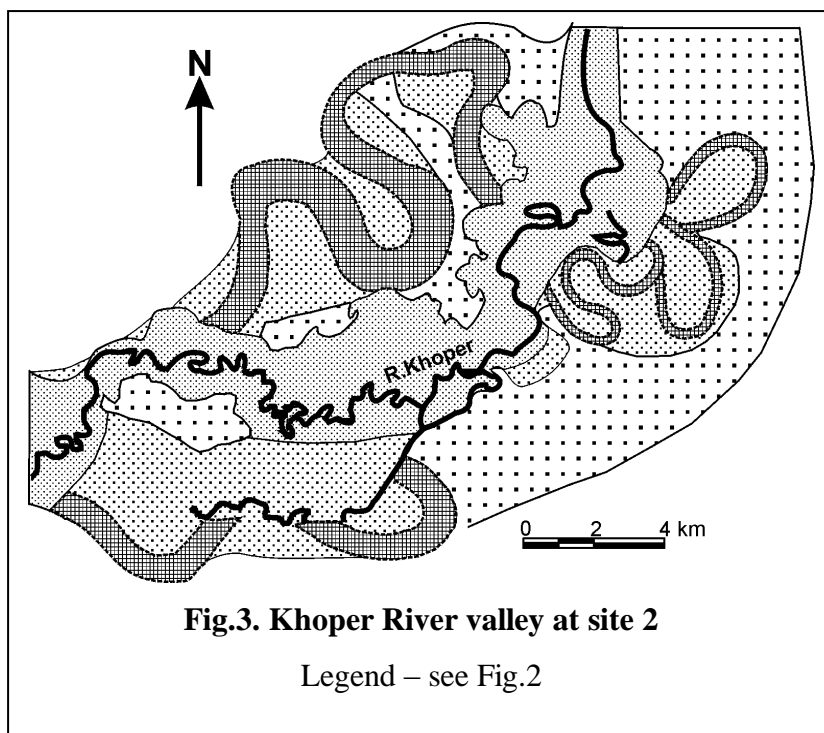 N
R.Khoper
0 2 4 km
Fig.3. Khoper River valley at site 2
Legend – see Fig.2